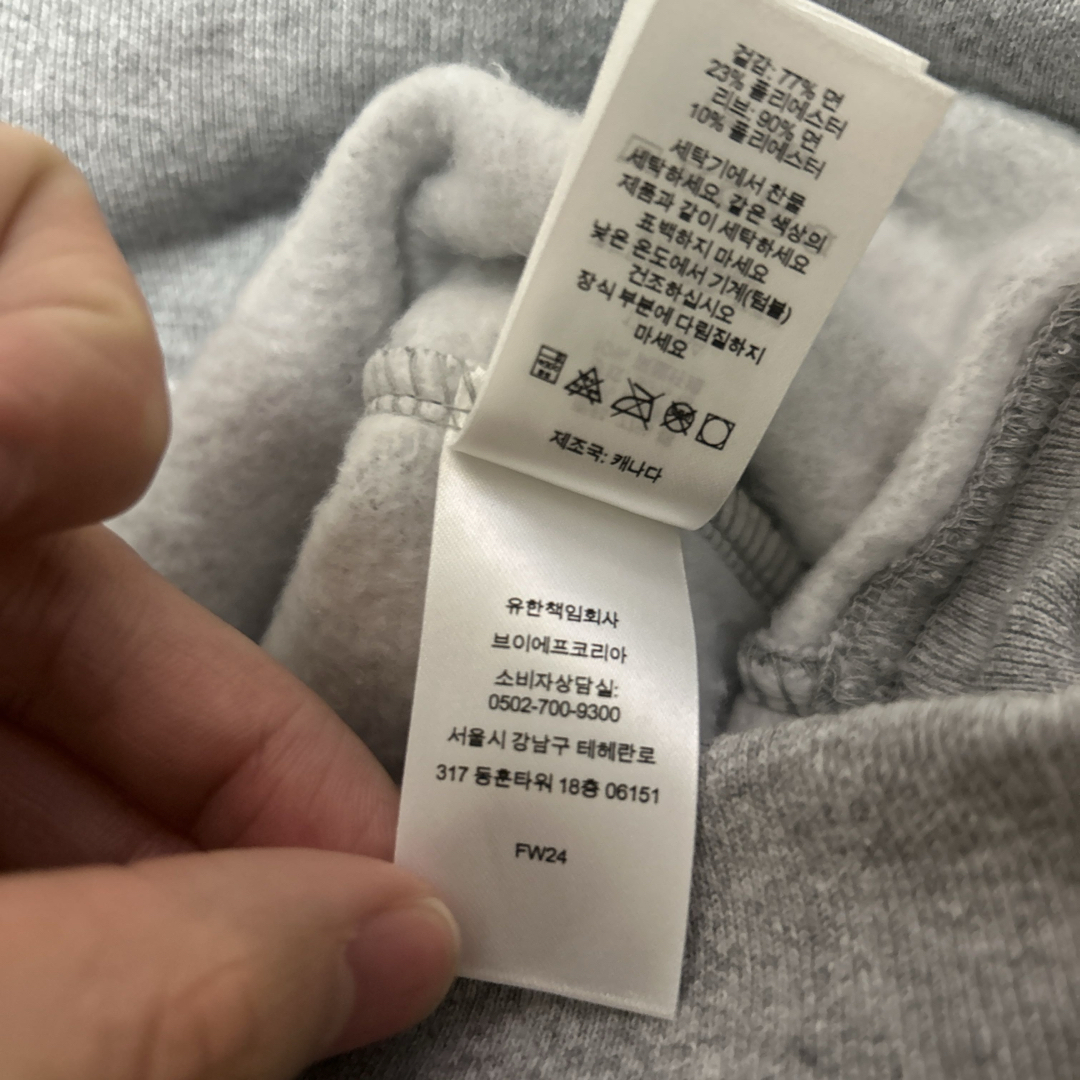 겉감: 77% 면
23% 폴리에스터
리브: 90% 면
10% 폴리에스터
세탁기에서 찬물
세탁하세요, 같은 색상의
제품과 같이 세탁하세요
표백하지 마세요
낮은 온도에서 기계(텀블)
건조하십시오
장식 부분에 다림질하지
마세요
제조국: 캐나다
유한책임회사
브이에프코리아
소비자상담실:
0502-700-9300
서울시 강남구 테헤란로
317 동훈타워 18층 06151
FW24